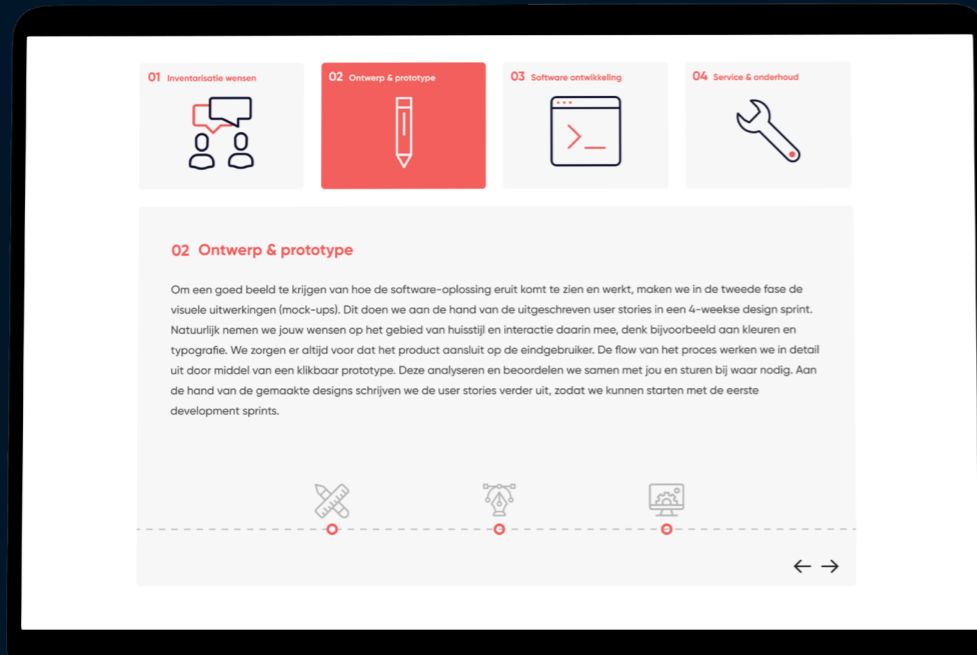 01 Inventarisatie wensen
02 Ontwerp & prototype
03 Software ontwikkeling
04 Service & onderhoud
02 Ontwerp & prototype
Om een goed beeld te krijgen van hoe de software-oplossing eruit komt te zien en werkt, maken we in de tweede fase de
visuele uitwerkingen (mock-ups). Dit doen we aan de hand van de uitgeschreven user stories in een 4-weekse design sprint.
Natuurlijk nemen we jouw wensen op het gebied van huisstijl en interactie daarin mee, denk bijvoorbeeld aan kleuren en
typografie. We zorgen er altijd voor dat het product aansluit op de eindgebruiker. De flow van het proces werken we in detail
uit door middel van een klikbaar prototype. Deze analyseren en beoordelen we samen met jou en sturen bij waar nodig. Aan
de hand van de gemaakte designs schrijven we de user stories verder uit, zodat we kunnen starten met de eerste
development sprints.